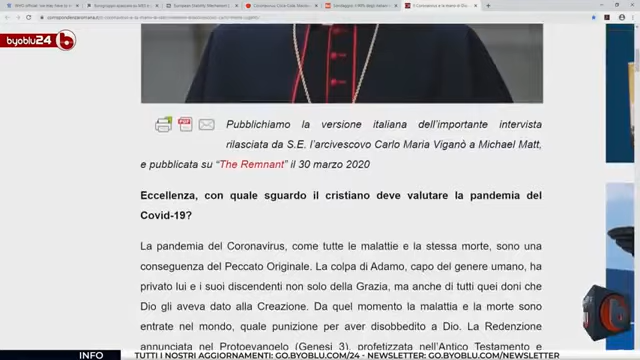 byoblu24
Pubblichiamo la versione italiana dell'importante intervista
rilasciata da S.E. l'arcivescovo Carlo Maria Viganò a Michael Matt,
e pubblicata su "The Remnant" il 30 marzo 2020
Eccellenza, con quale sguardo il cristiano deve valutare la pandemia del
Covid-19?
La pandemia del Coronavirus, come tutte le malattie e la stessa morte, sono una
conseguenza del Peccato Originale. La colpa di Adamo, capo del genere umano, ha
privato lui e i suoi discendenti non solo della Grazia, ma anche di tutti quei doni che
Dio gli aveva dato alla Creazione. Da quel momento la malattia e la morte sono
entrate nel mondo, quale punizione per aver disobbedito a Dio. La Redenzione
annunciata nel Protoevangelo (Genesi 3), profetizzata nell'Antico Testamento e
INFO
TUTTI I NOSTRI AGGIORNAMENTI: GO.BYOBLU.COM/24 - NEWSLETTER: GO.BYOBLU.COM/NEWSLETTER